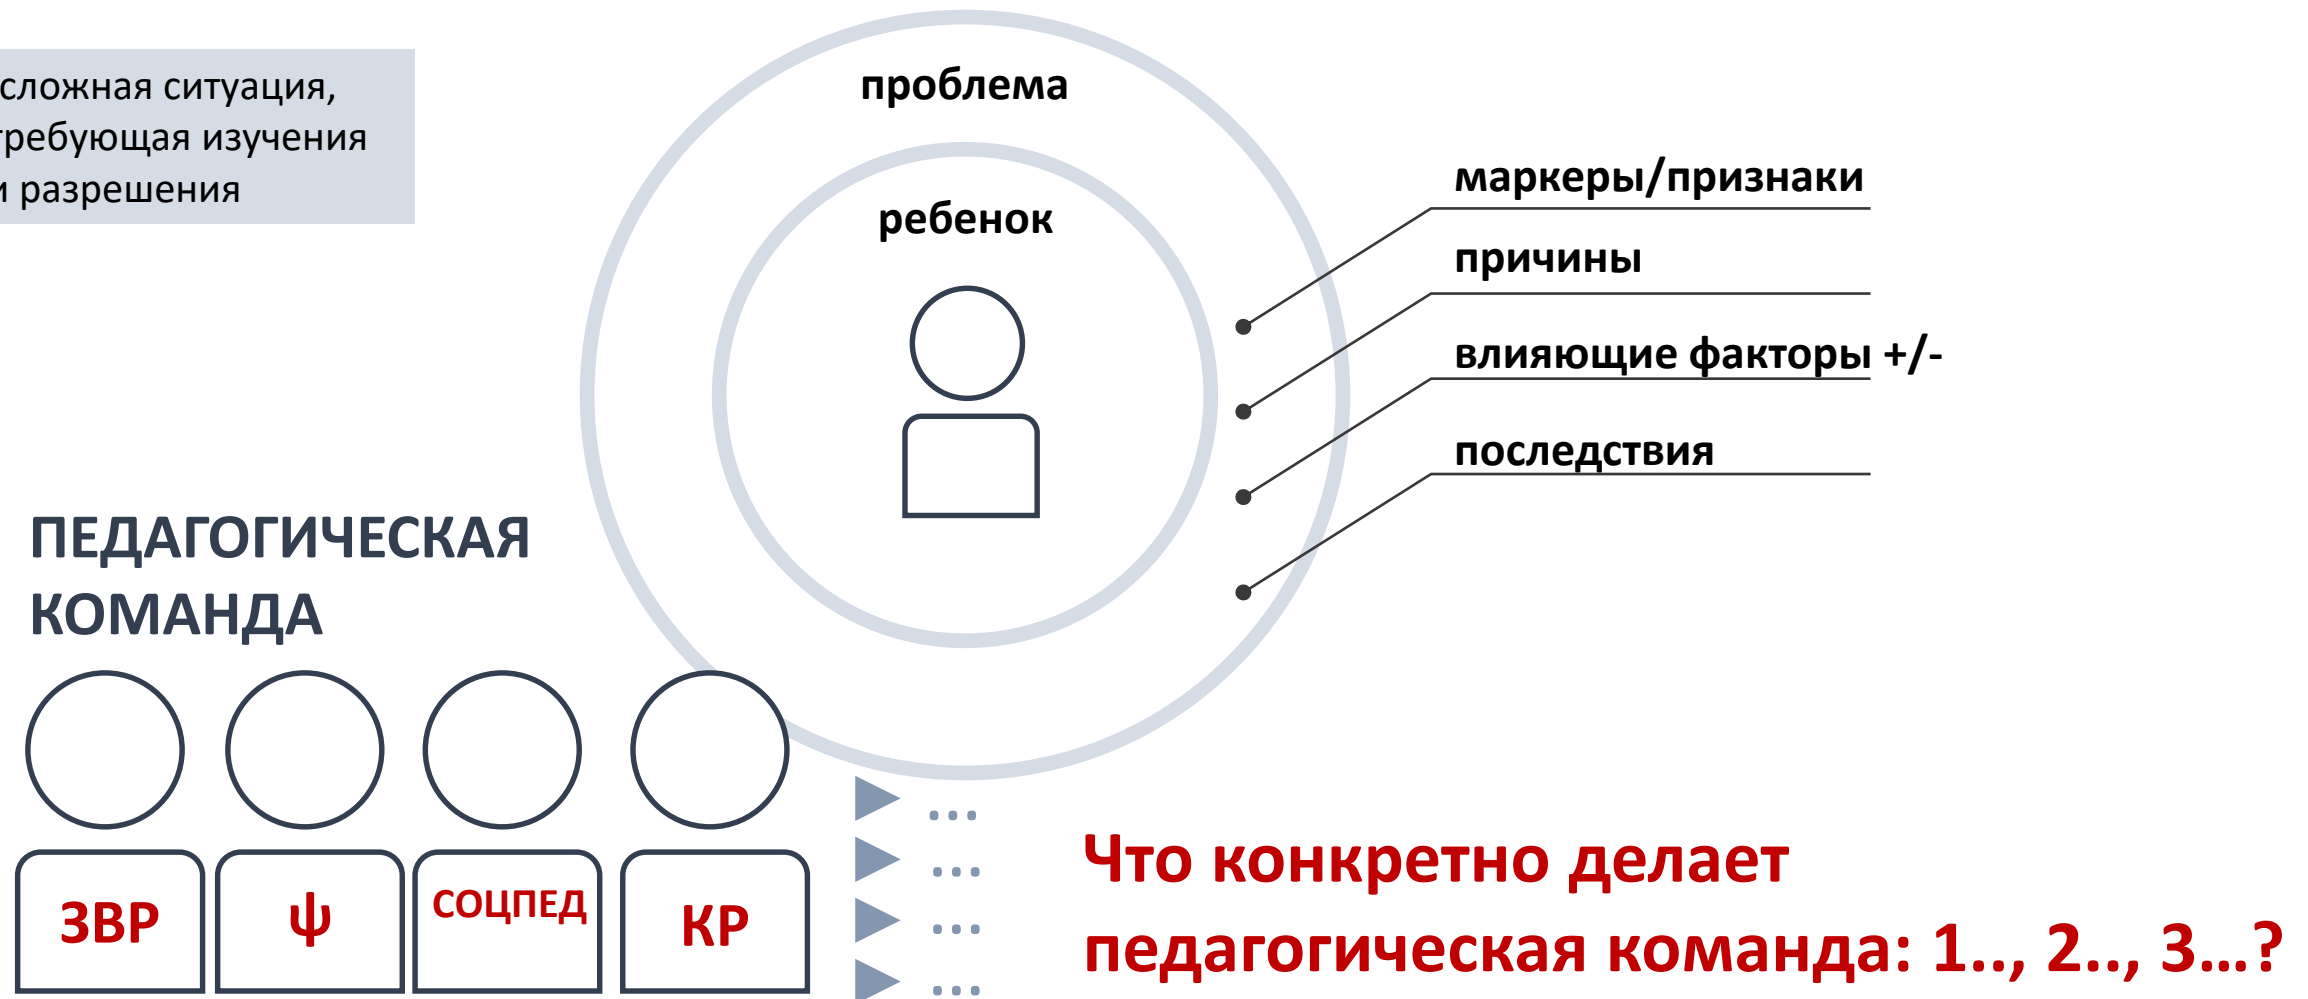 сложная ситуация,
требующая изучения
и разрешения
проблема
ребенок
маркеры/признаки
причины
влияющие факторы +/-
последствия
ПЕДАГОГИЧЕСКАЯ
КОМАНДА
ЗВР
ψ
СОЦПЕД
КР
...
...
...
...
Что конкретно делает
педагогическая команда: 1.., 2.., 3…?